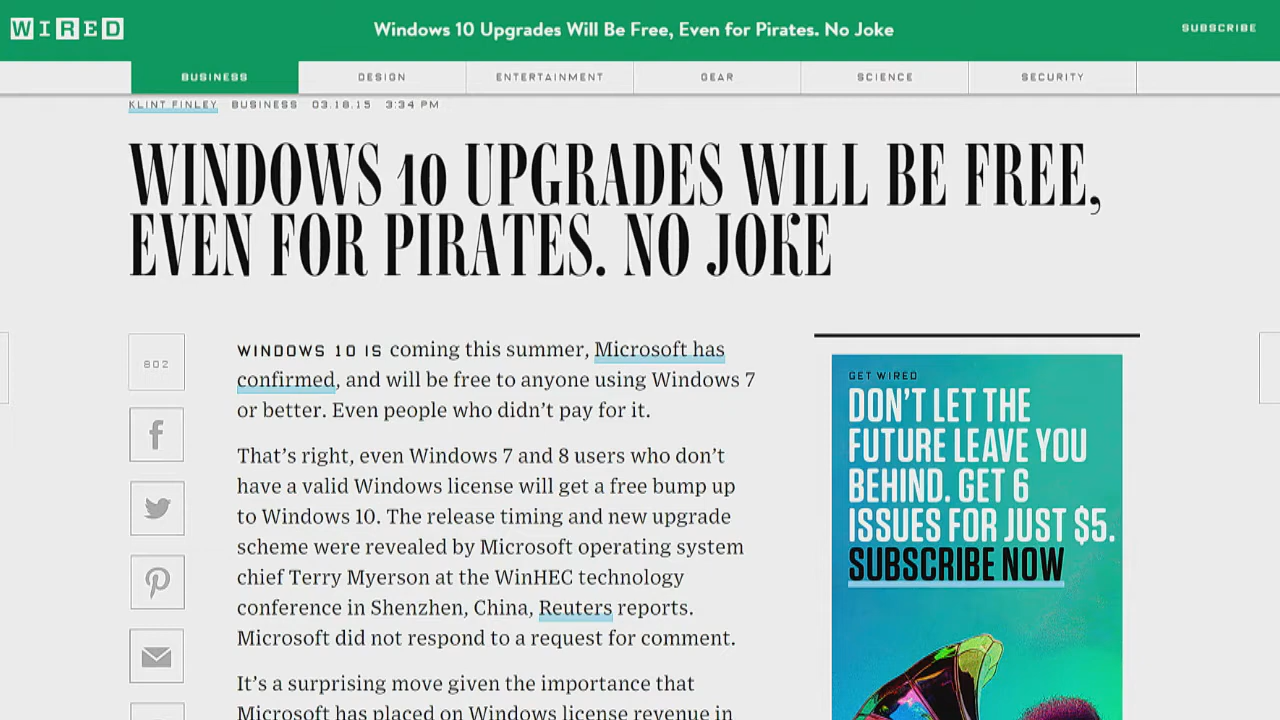 WIRED
Windows 10 Upgrades Will Be Free, Even for Pirates. No Joke
SUBSCRIBE
BUSINESS
DESIGN
ENTERTAINMENT
GEAR
SCIENCE
SECURITY
KLINT FINLEY BUSINESS 03.18.15 3:34 PM
WINDOWS 10 UPGRADES WILL BE FREE,
EVEN FOR PIRATES. NO JOKE
802
WINDOWS 10 IS coming this summer, Microsoft has
confirmed, and will be free to anyone using Windows 7
or better. Even people who didn't pay for it.
That's right, even Windows 7 and 8 users who don't
have a valid Windows license will get a free bump up
to Windows 10. The release timing and new upgrade
scheme were revealed by Microsoft operating system
chief Terry Myerson at the WinHEC technology
conference in Shenzhen, China, Reuters reports.
Microsoft did not respond to a request for comment.
It's a surprising move given the importance that
Microsoft has placed on Windows license revenue in
GET WIRED
DON'T LET THE
FUTURE LEAVE YOU
BEHIND. GET 6
ISSUES FOR JUST $5.
SUBSCRIBE NOW